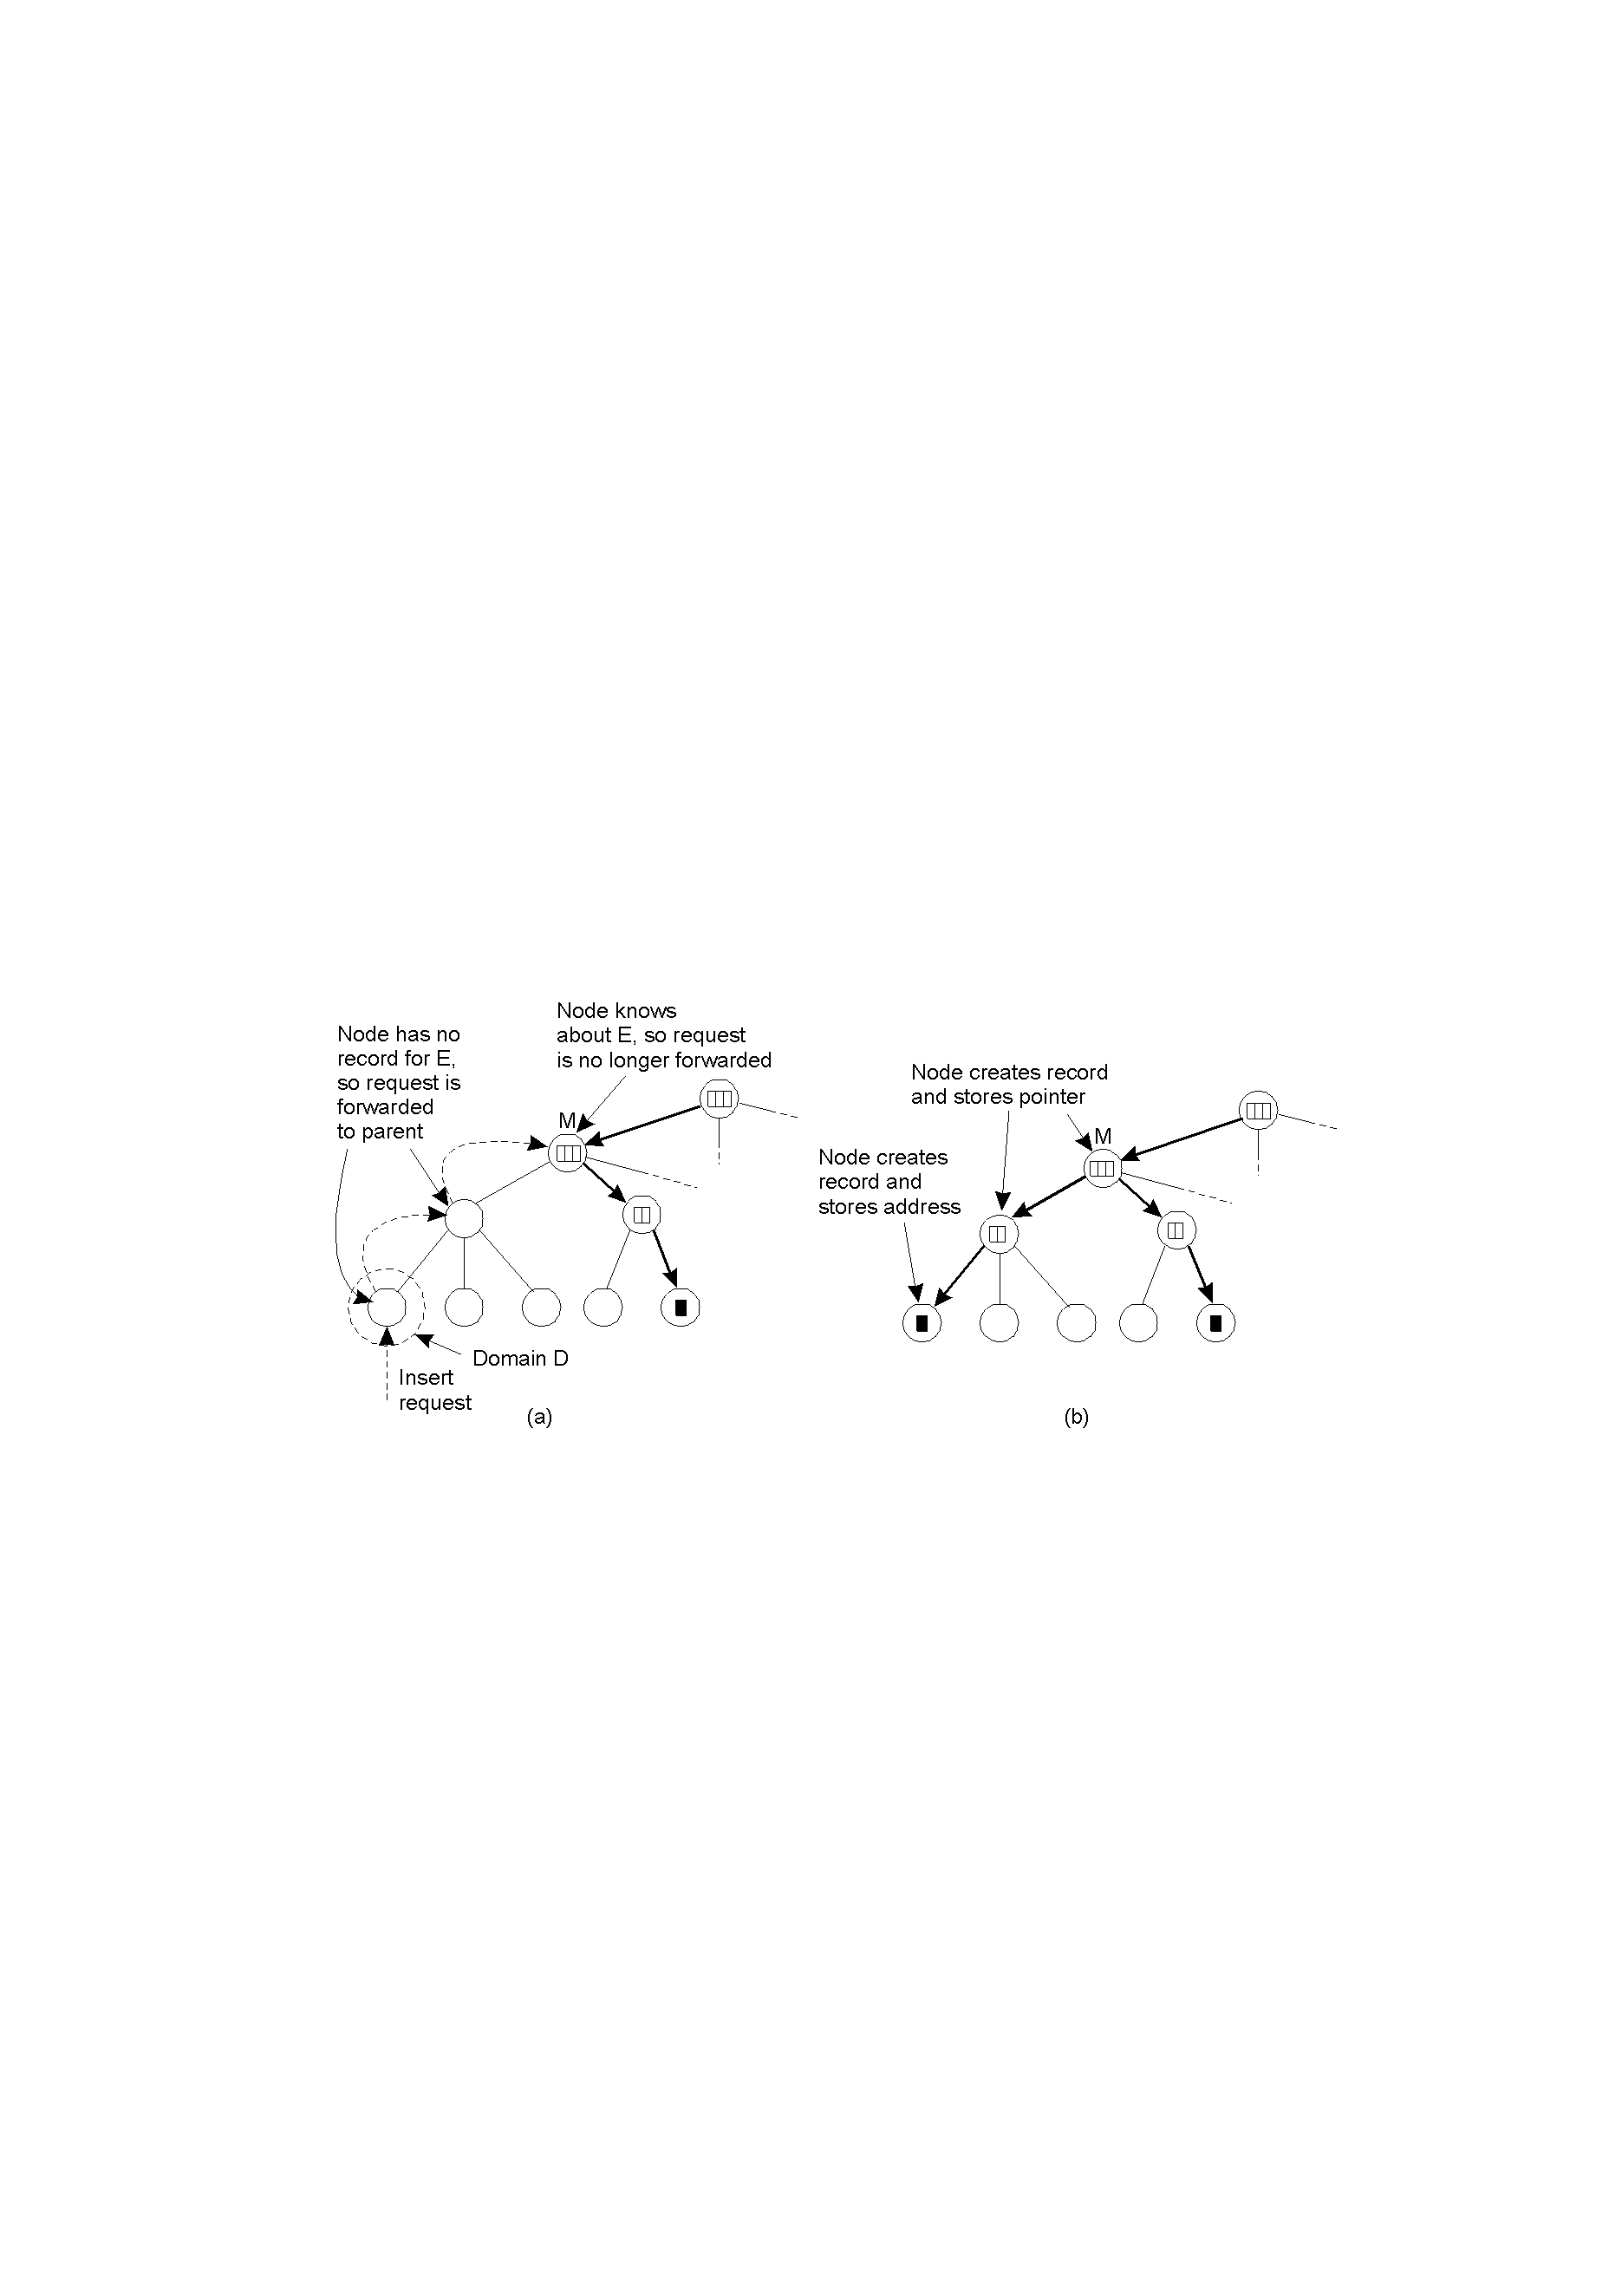 Node has no
record for E,
so request is
forwarded
to parent
Node knows
about E, so request
is no longer forwarded
M
Domain D
Insert
request
(a)
Node creates record
and stores pointer
M
Node creates
record and
stores address
(b)